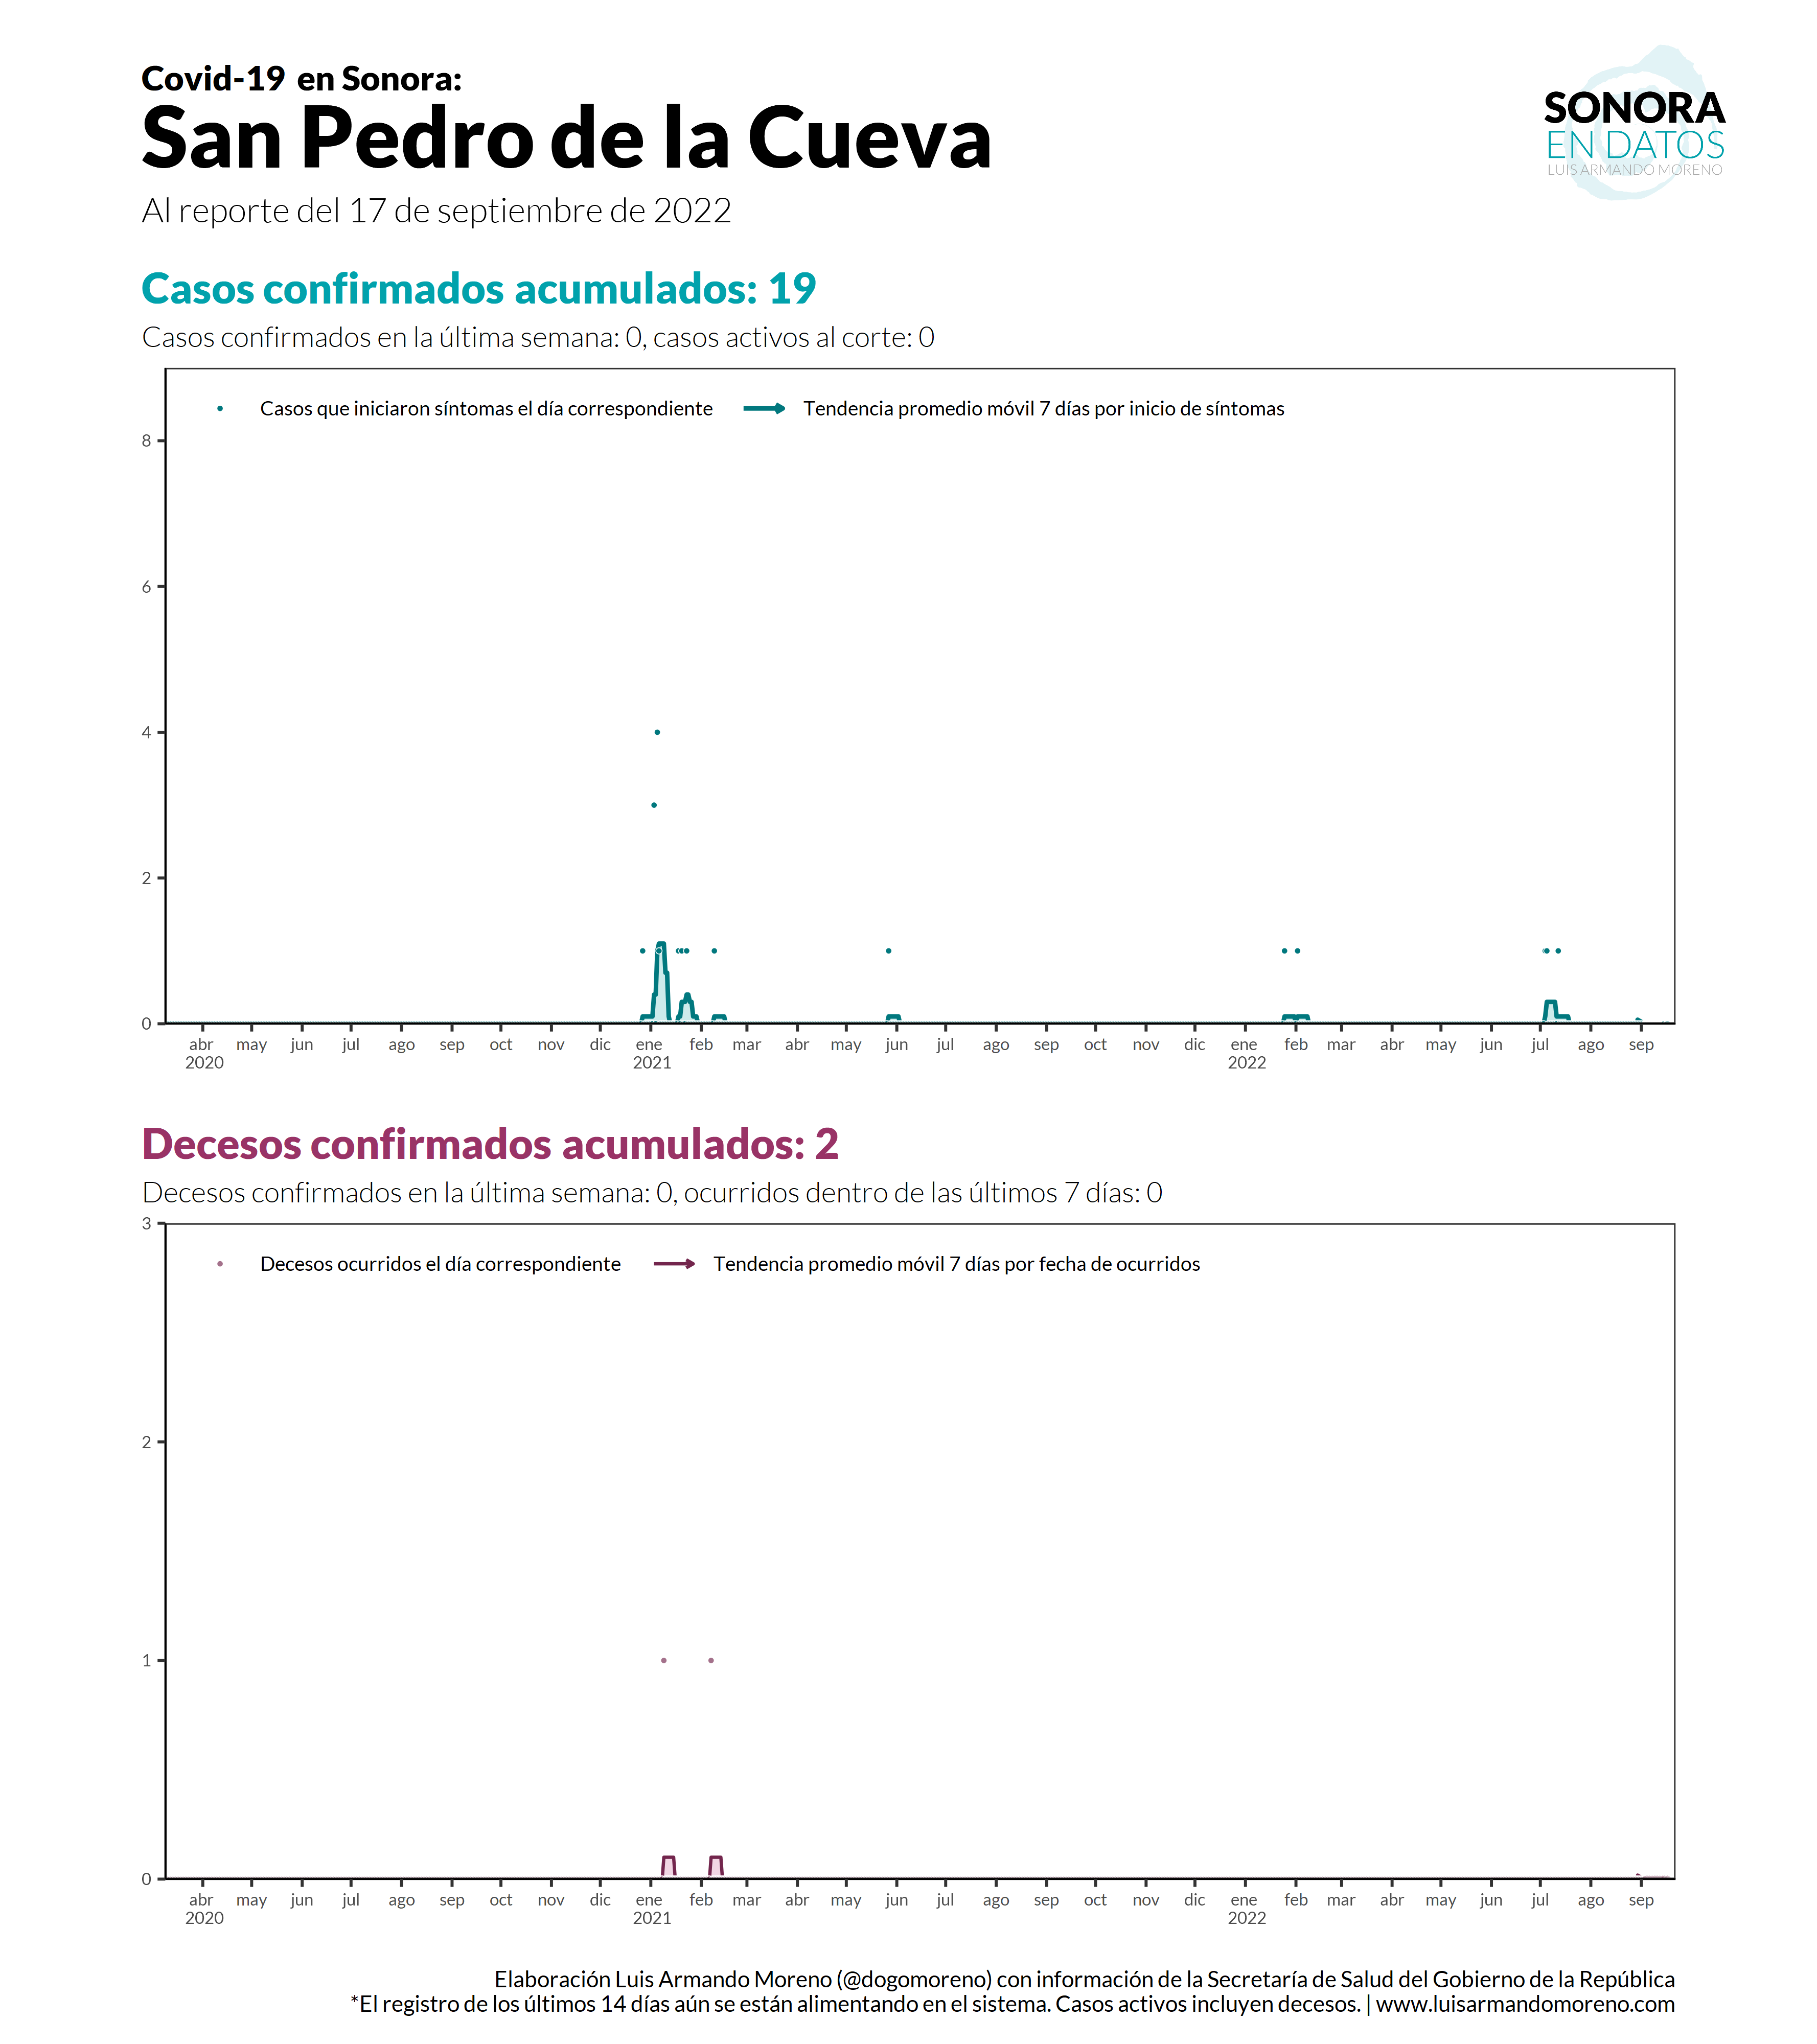 Covid-19 en Sonora:
San Pedro de la Cueva
Al reporte del 17 de septiembre de 2022
SONORA
EN DATOS
LUIS ARMANDO MORENO
Casos confirmados acumulados: 19
Casos confirmados en la última semana: 0, casos activos al corte: 0
Casos que iniciaron síntomas el día correspondiente Tendencia promedio móvil 7 días por inicio de síntomas
8
6
4
2
0
abr may jun jul ago sep oct nov dic ene feb mar abr may jun jul ago sep oct nov dic ene feb mar abr may jun jul ago sep
2020 2021 2022
Decesos confirmados acumulados: 2
Decesos confirmados en la última semana: 0, ocurridos dentro de las últimos 7 días: 0
3
Decesos ocurridos el día correspondiente Tendencia promedio móvil 7 días por fecha de ocurridos
2
1
0
abr may jun jul ago sep oct nov dic ene feb mar abr may jun jul ago sep oct nov dic ene feb mar abr may jun jul ago sep
2020 2021 2022
Elaboración Luis Armando Moreno (@dogomoreno) con información de la Secretaría de Salud del Gobierno de la República
*El registro de los últimos 14 días aún se están alimentando en el sistema. Casos activos incluyen decesos. | www.luisarmandomoreno.com